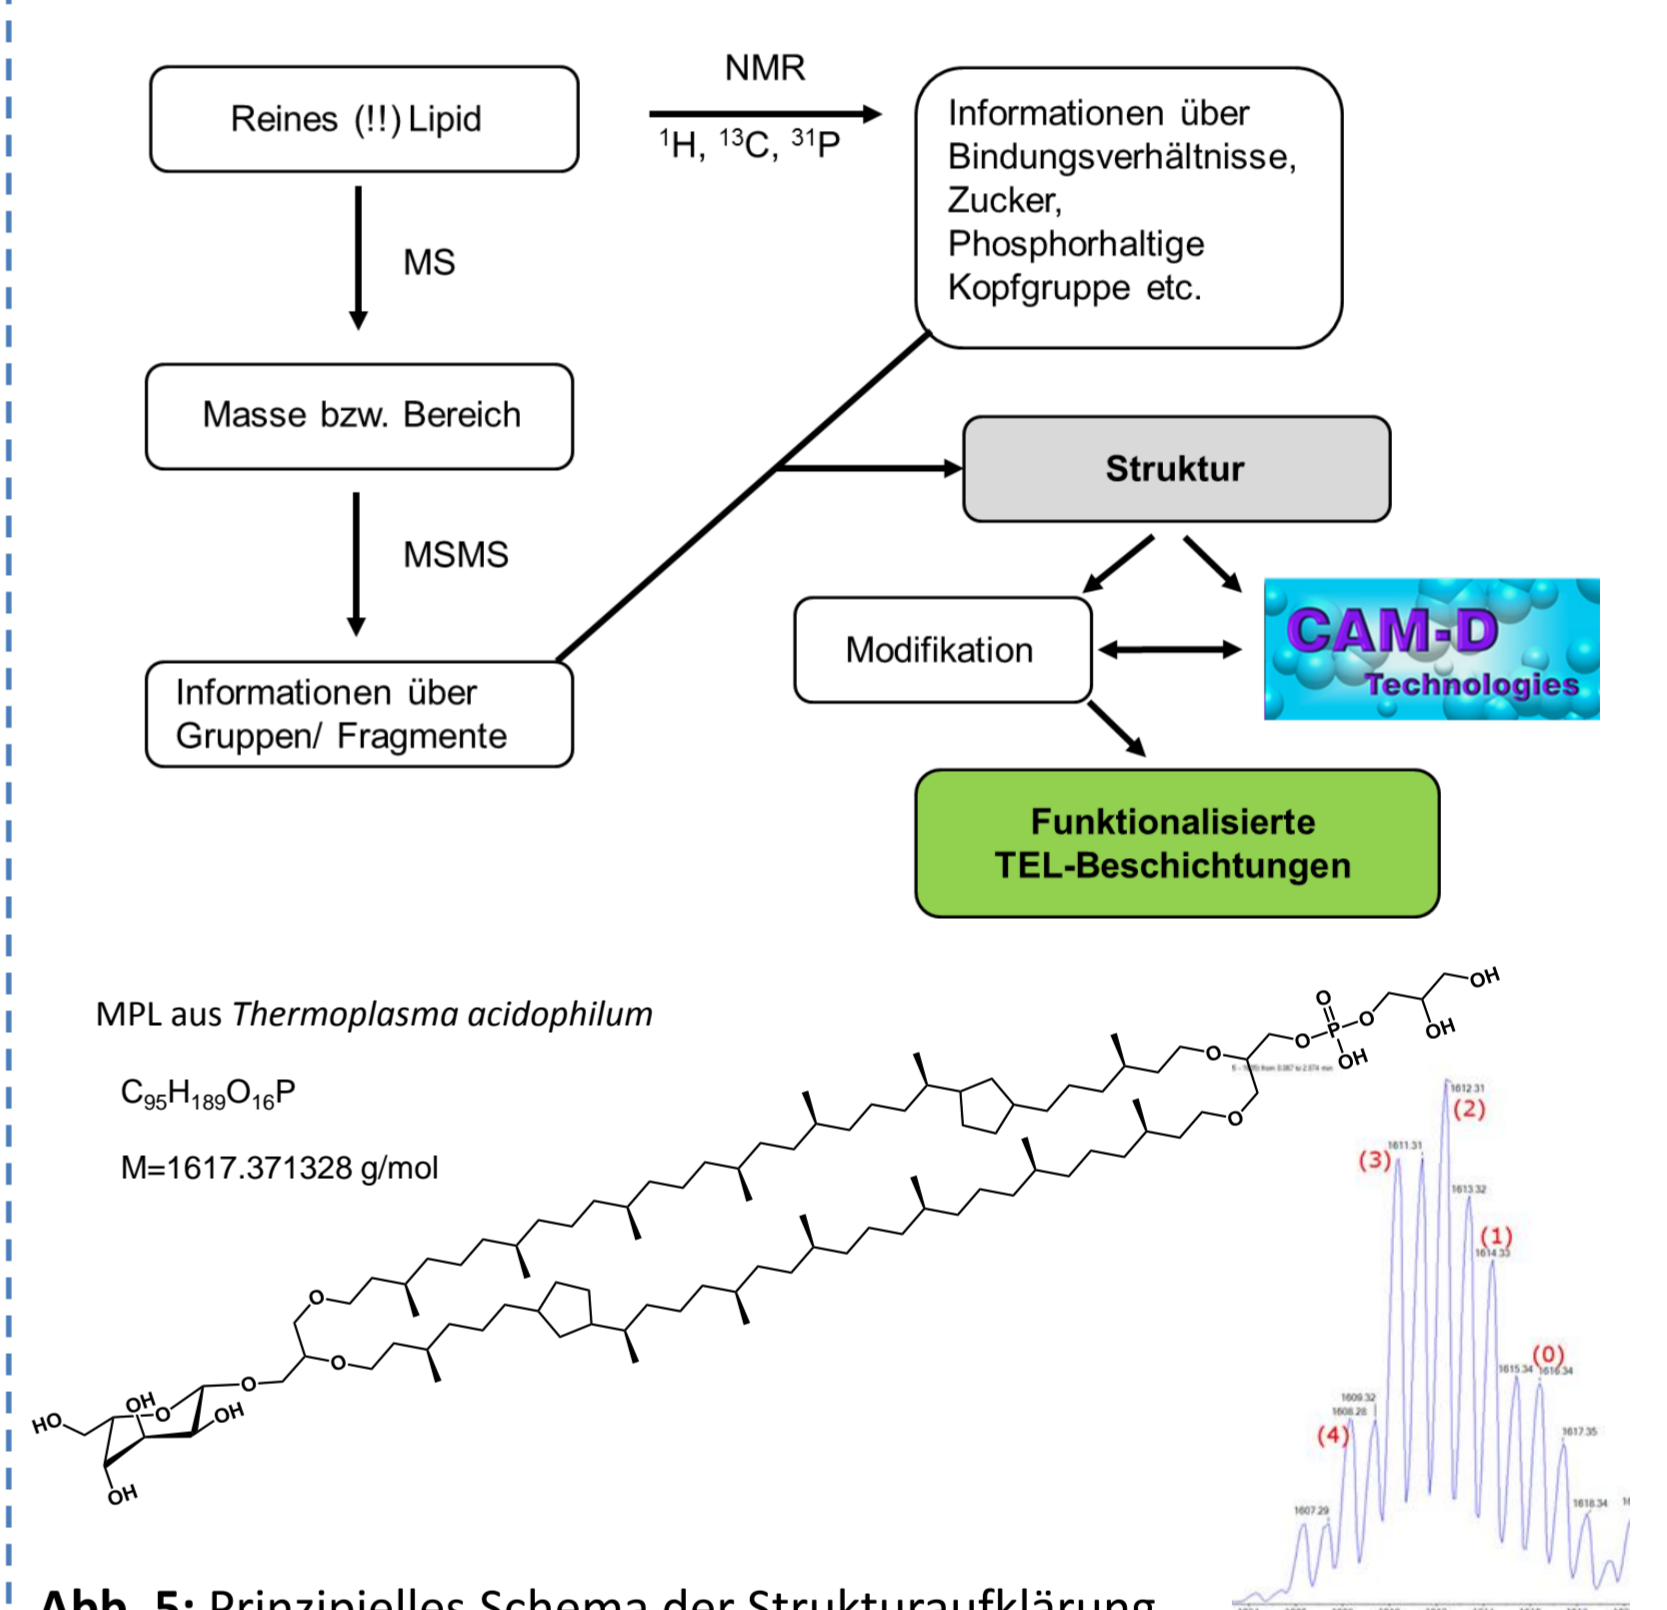 Reines (!!) Lipid
NMR
¹H, ¹³C, ³¹P
Informationen über
Bindungsverhältnisse,
Zucker,
Phosphorhaltige
Kopfgruppe etc.
MS
Masse bzw. Bereich
MSMS
Informationen über
Gruppen/ Fragmente
Struktur
Modifikation
CAM-D
Technologies
Funktionalisierte
TEL-Beschichtungen
MPL aus Thermoplasma acidophilum
C₉₅H₁₈₉O₁₆P
M=1617.371328 g/mol
O
O
P
O
OH
OH
OH
O
O
O
O
O
HO
OH
O
OH
OH
1612.31
(2)
1611.31
(3)
1613.32
(1)
1614.33
(0)
1615.34
1616.34
1609.32
1608.28
(4)
1617.35
1607.29
1618.34
Abb. 5: Prinzipielles Schema der Strukturaufklärung